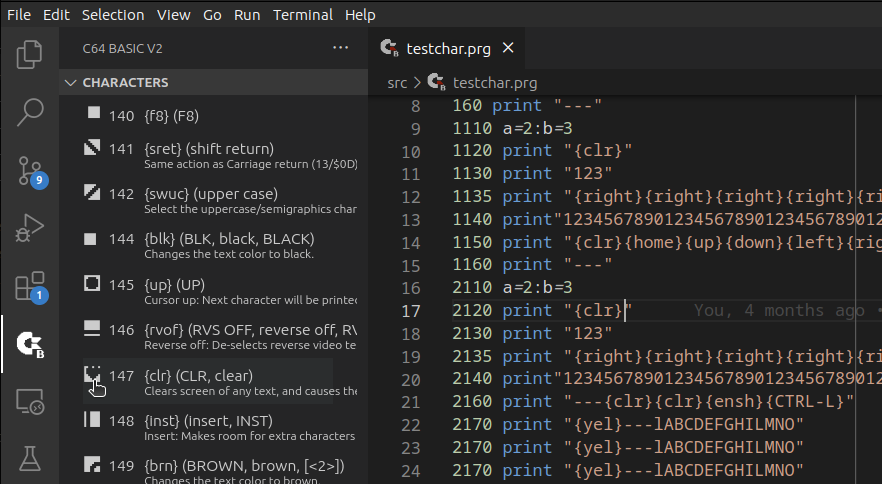 File Edit Selection View Go Run Terminal Help
C64 BASIC V2 ···
CHARACTERS
140 {f8} (F8)
141 {sret} (shift return)
Same action as Carriage return (13/$0D)
142 {swuc} (upper case)
Select the uppercase/semigraphics char
144 {blk} (BLK, black, BLACK)
Changes the text color to black.
145 {up} (UP)
Cursor up: Next character will be printed
146 {rvof} (RVS OFF, reverse off, RV
Reverse off: De-selects reverse video te
147 {clr} (CLR, clear)
Clears screen of any text, and causes the
148 {inst} (insert, INST)
Insert: Makes room for extra characters
149 {brn} (BROWN, brown, [<2>])
Changes the text color to brown.
9
1
B
testchar.prg ×
src > testchar.prg
8 160 print "---"
9 1110 a=2:b=3
10 1120 print "{clr}"
11 1130 print "123"
12 1135 print "{right}{right}{right}{right}{ri
13 1140 print"1234567890123456789012345678901
14 1150 print "{clr}{home}{up}{down}{left}{rig
15 1160 print "---"
16 2110 a=2:b=3
17 2120 print "{clr}" You, 4 months ago •
18 2130 print "123"
19 2135 print "{right}{right}{right}{right}{ri
20 2140 print"12345678901234567890123456789012
21 2160 print "---{clr}{clr}{ensh}{CTRL-L}"
22 2170 print "{yel}---lABCDEFGHILMNO"
23 2170 print "{yel}---lABCDEFGHILMNO"
24 2170 print "{yel}---lABCDEFGHILMNO"